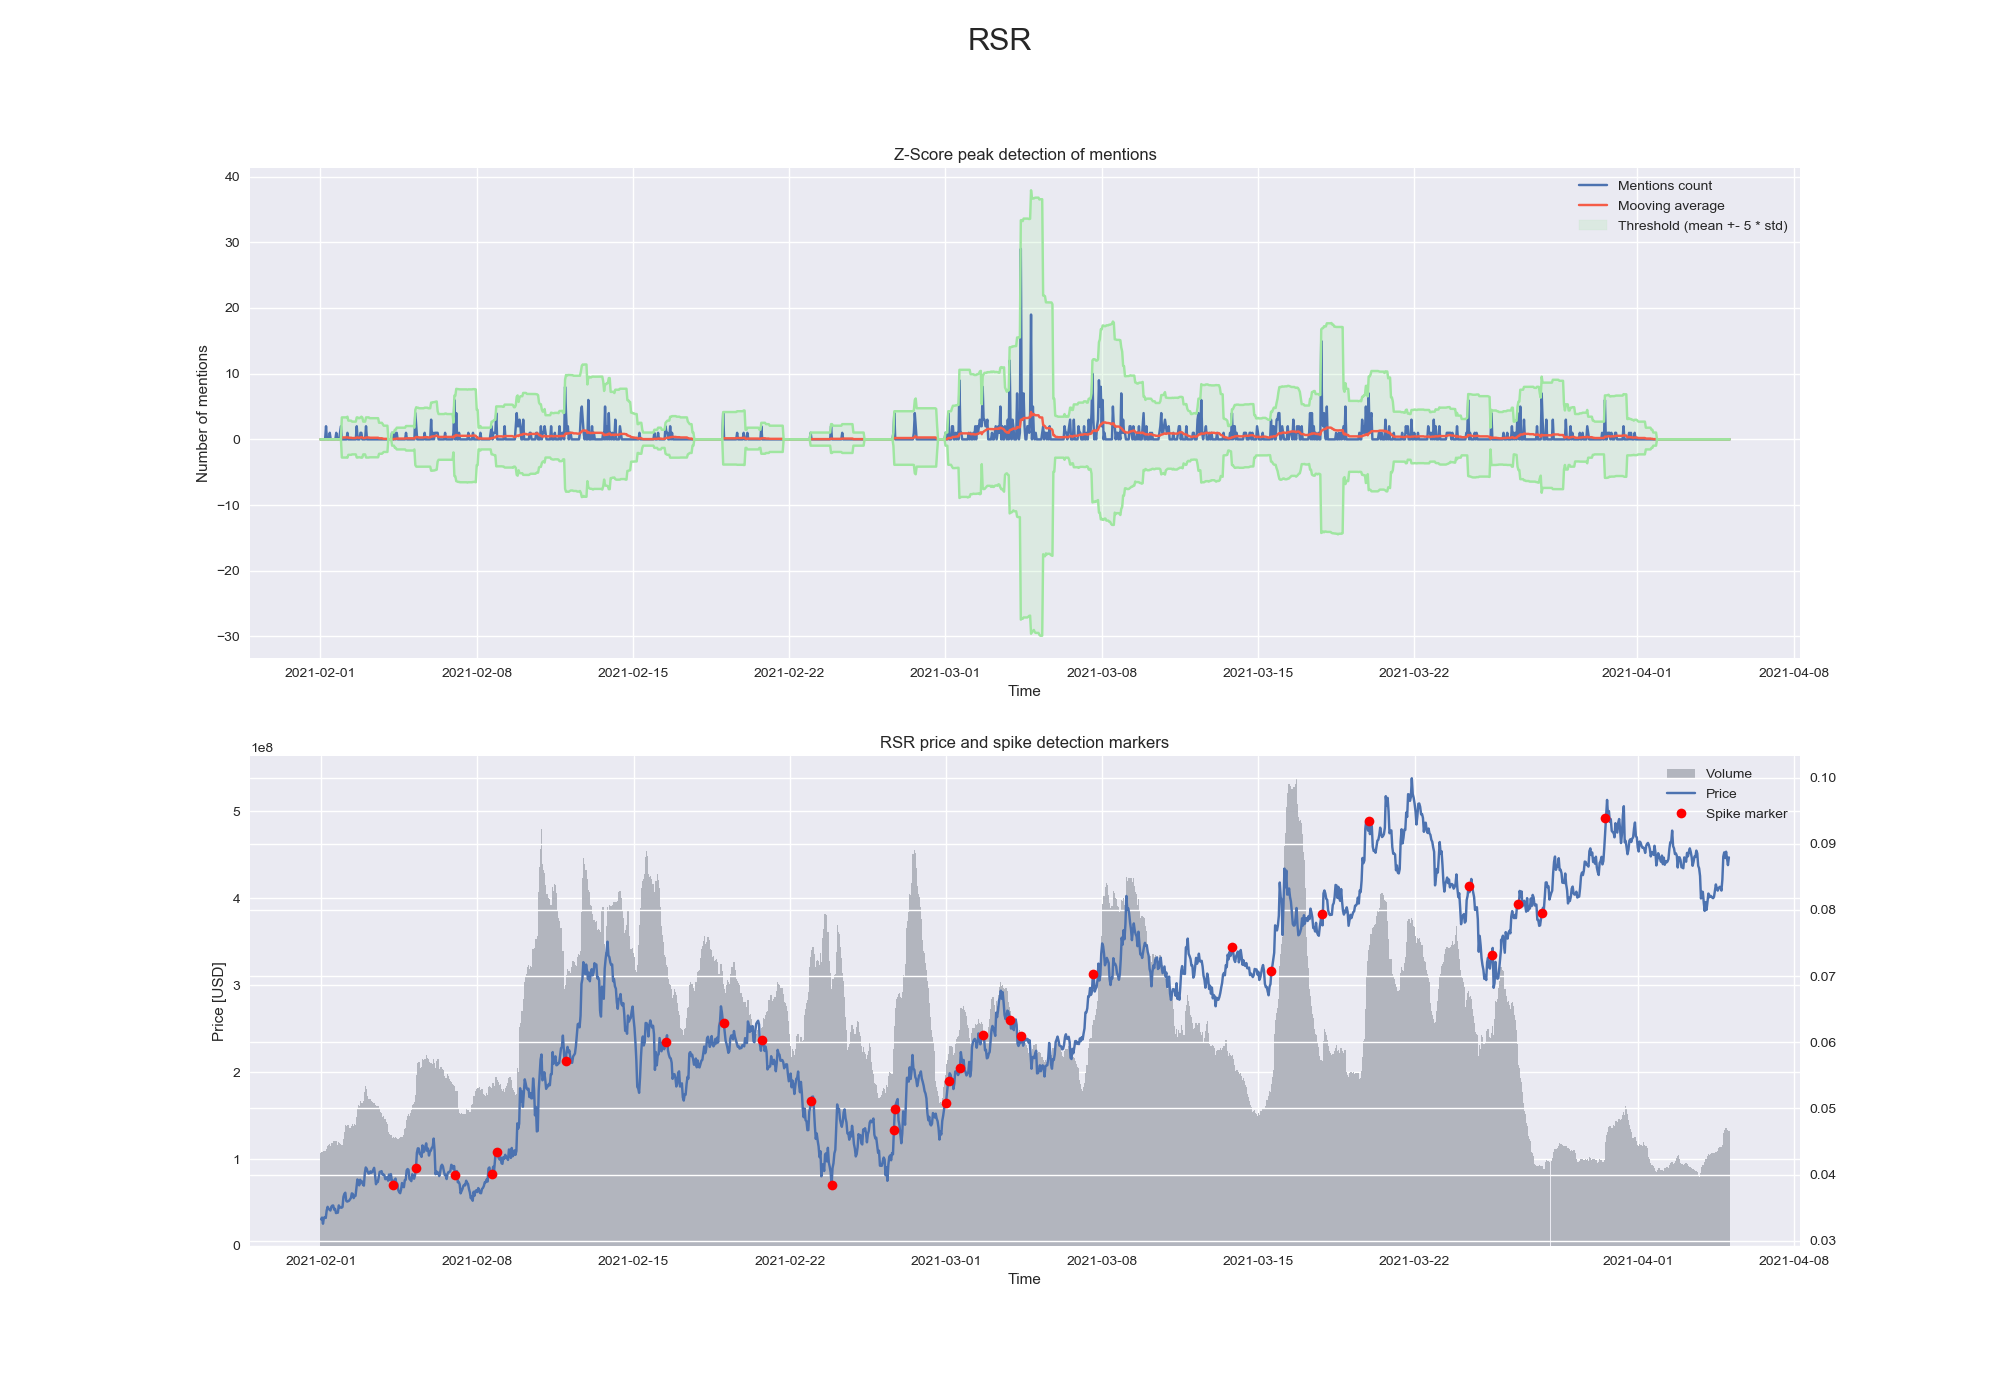 RSR
Z-Score peak detection of mentions
40
30
20
10
0
−10
−20
−30
Number of mentions
Mentions count
Mooving average
Threshold (mean +- 5 * std)
2021-02-01 2021-02-08 2021-02-15 2021-02-22 2021-03-01 2021-03-08 2021-03-15 2021-03-22 2021-04-01 2021-04-08
Time
RSR price and spike detection markers
1e8
5
4
3
2
1
0
Price [USD]
Volume
Price
Spike marker
0.10
0.09
0.08
0.07
0.06
0.05
0.04
0.03
2021-02-01 2021-02-08 2021-02-15 2021-02-22 2021-03-01 2021-03-08 2021-03-15 2021-03-22 2021-04-01 2021-04-08
Time